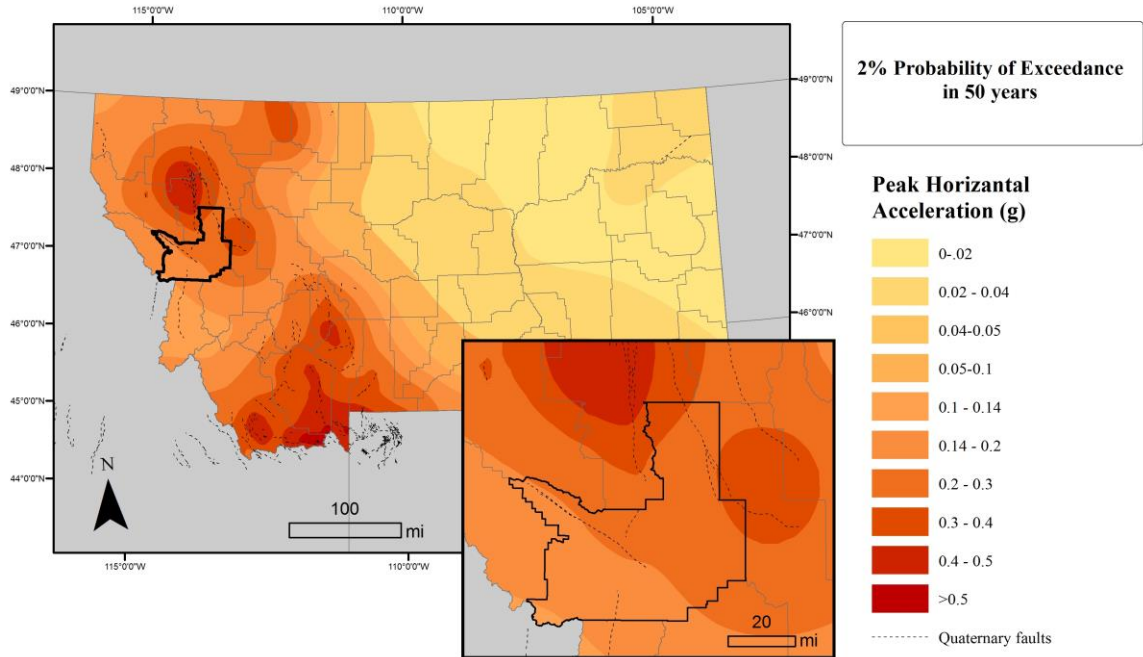 115°0'0"W
110°0'0"W
105°0'0"W
49°0'0"N
48°0'0"N
47°0'0"N
46°0'0"N
45°0'0"N
44°0'0"N
49°0'0"N
48°0'0"N
47°0'0"N
46°0'0"N
N
100
mi
115°0'0"W
110°0'0"W
20
mi
2% Probability of Exceedance
in 50 years
Peak Horizantal
Acceleration (g)
0-.02
0.02 - 0.04
0.04-0.05
0.05-0.1
0.1 - 0.14
0.14 - 0.2
0.2 - 0.3
0.3 - 0.4
0.4 - 0.5
>0.5
Quaternary faults